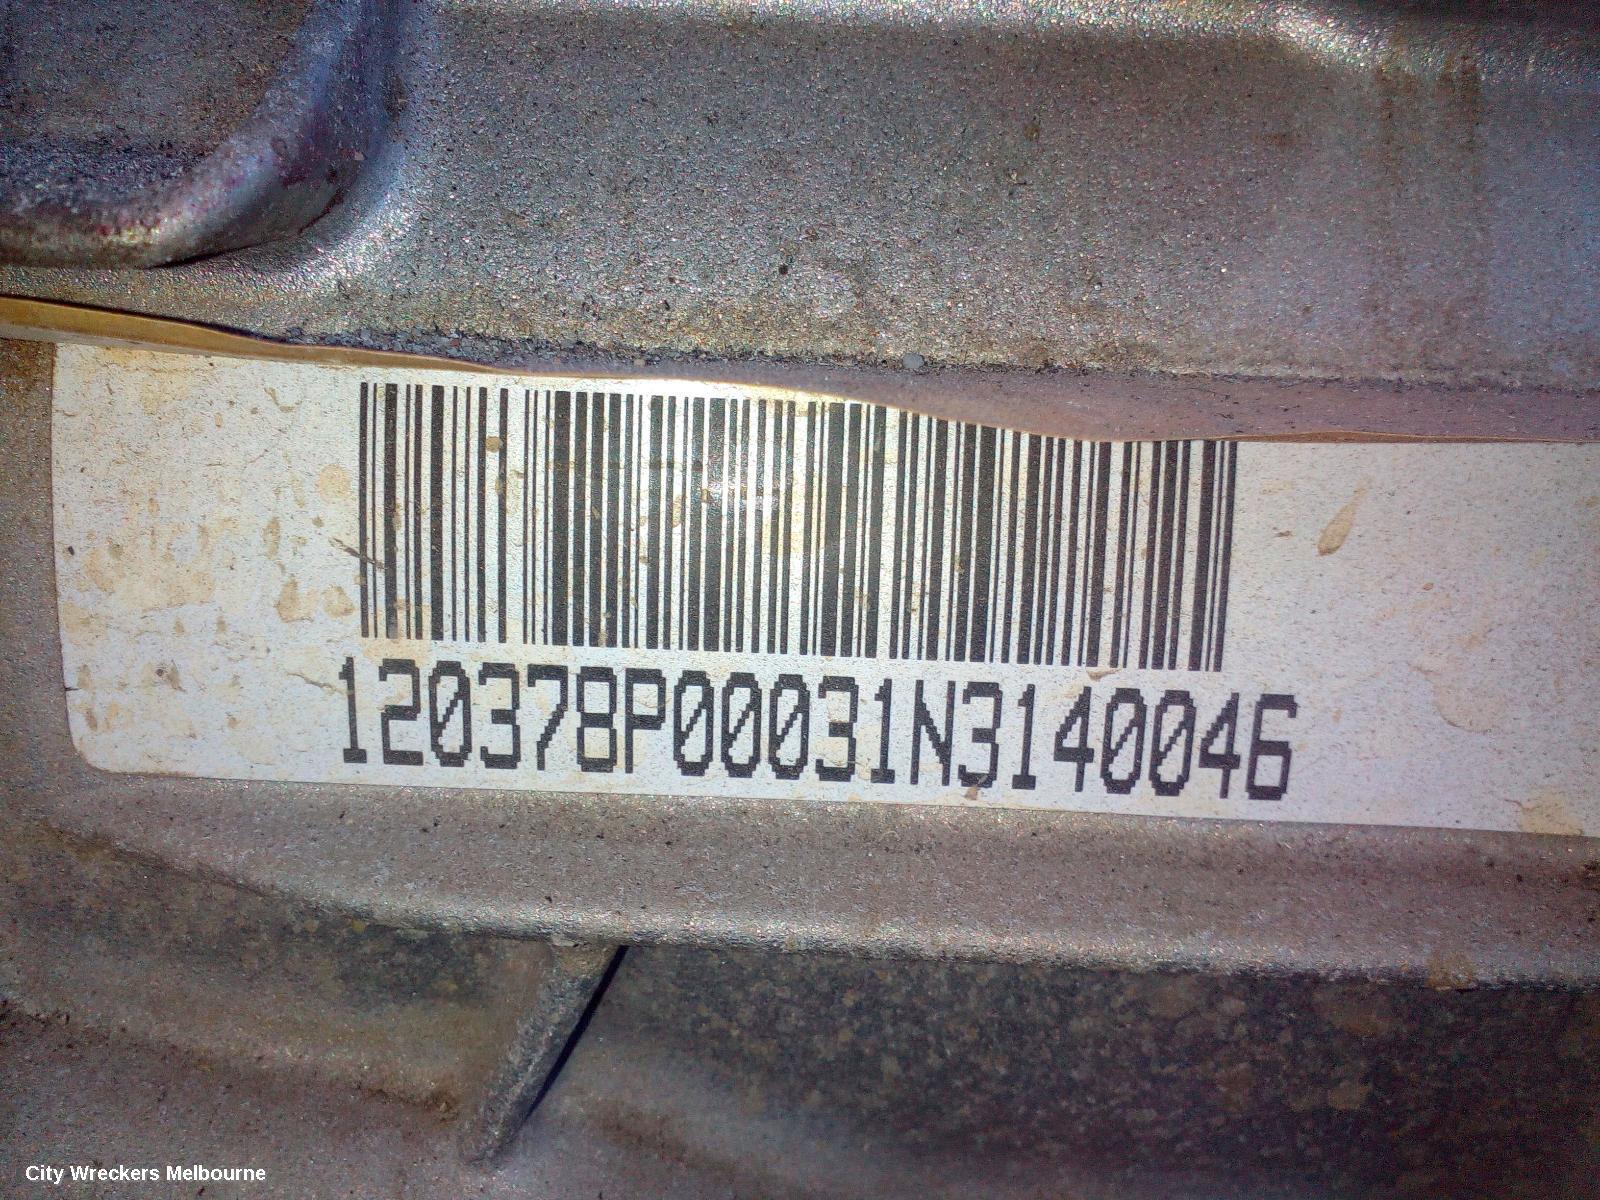 120378P00031N3140046
City Wreckers Melbourne